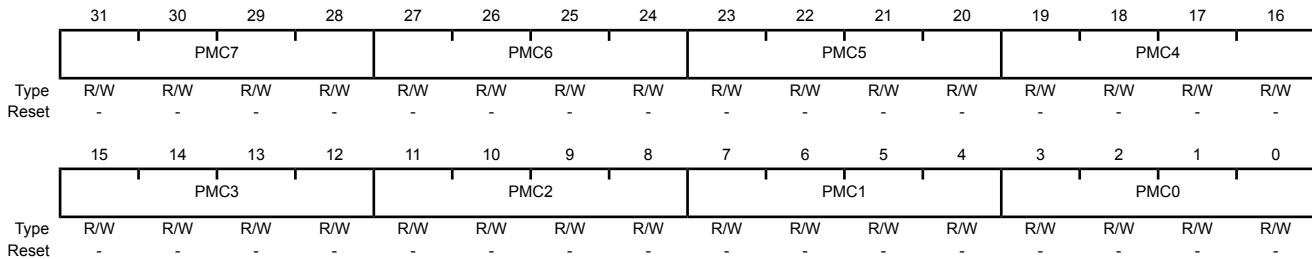 31 30 29 28 27 26 25 24 23 22 21 20 19 18 17 16
PMC7 PMC6 PMC5 PMC4
Type R/W R/W R/W R/W R/W R/W R/W R/W R/W R/W R/W R/W R/W R/W R/W R/W
Reset - - - - - - - - - - - - - - - -
15 14 13 12 11 10 9 8 7 6 5 4 3 2 1 0
PMC3 PMC2 PMC1 PMC0
Type R/W R/W R/W R/W R/W R/W R/W R/W R/W R/W R/W R/W R/W R/W R/W R/W
Reset - - - - - - - - - - - - - - - -